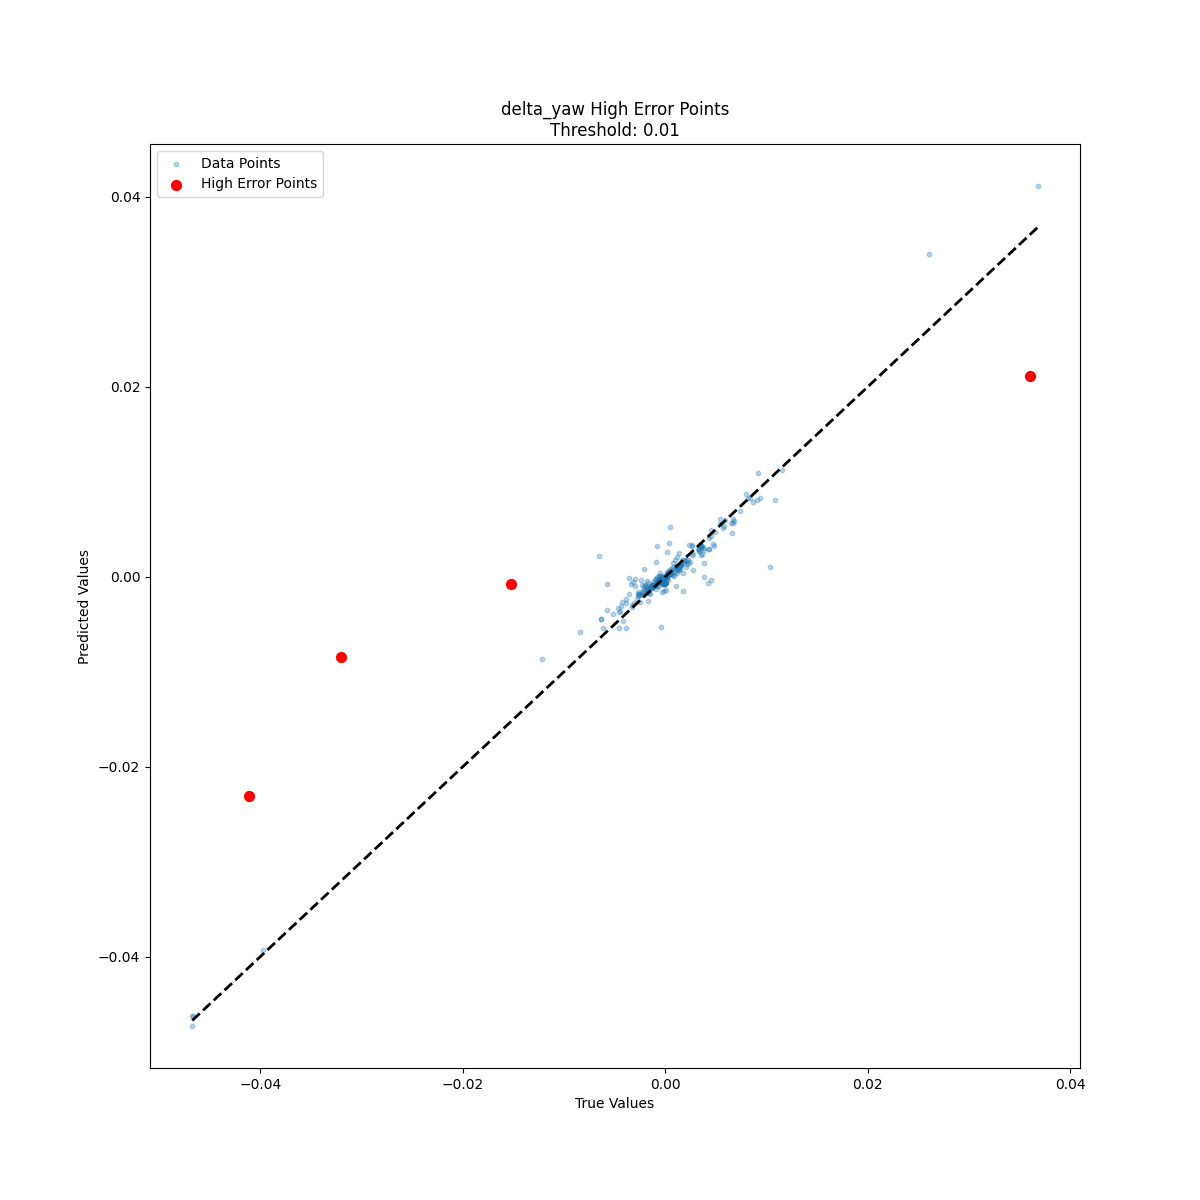 delta_yaw High Error Points
Threshold: 0.01
Data Points
High Error Points
0.04
0.02
0.00
−0.02
−0.04
Predicted Values
−0.04
−0.02
0.00
0.02
0.04
True Values